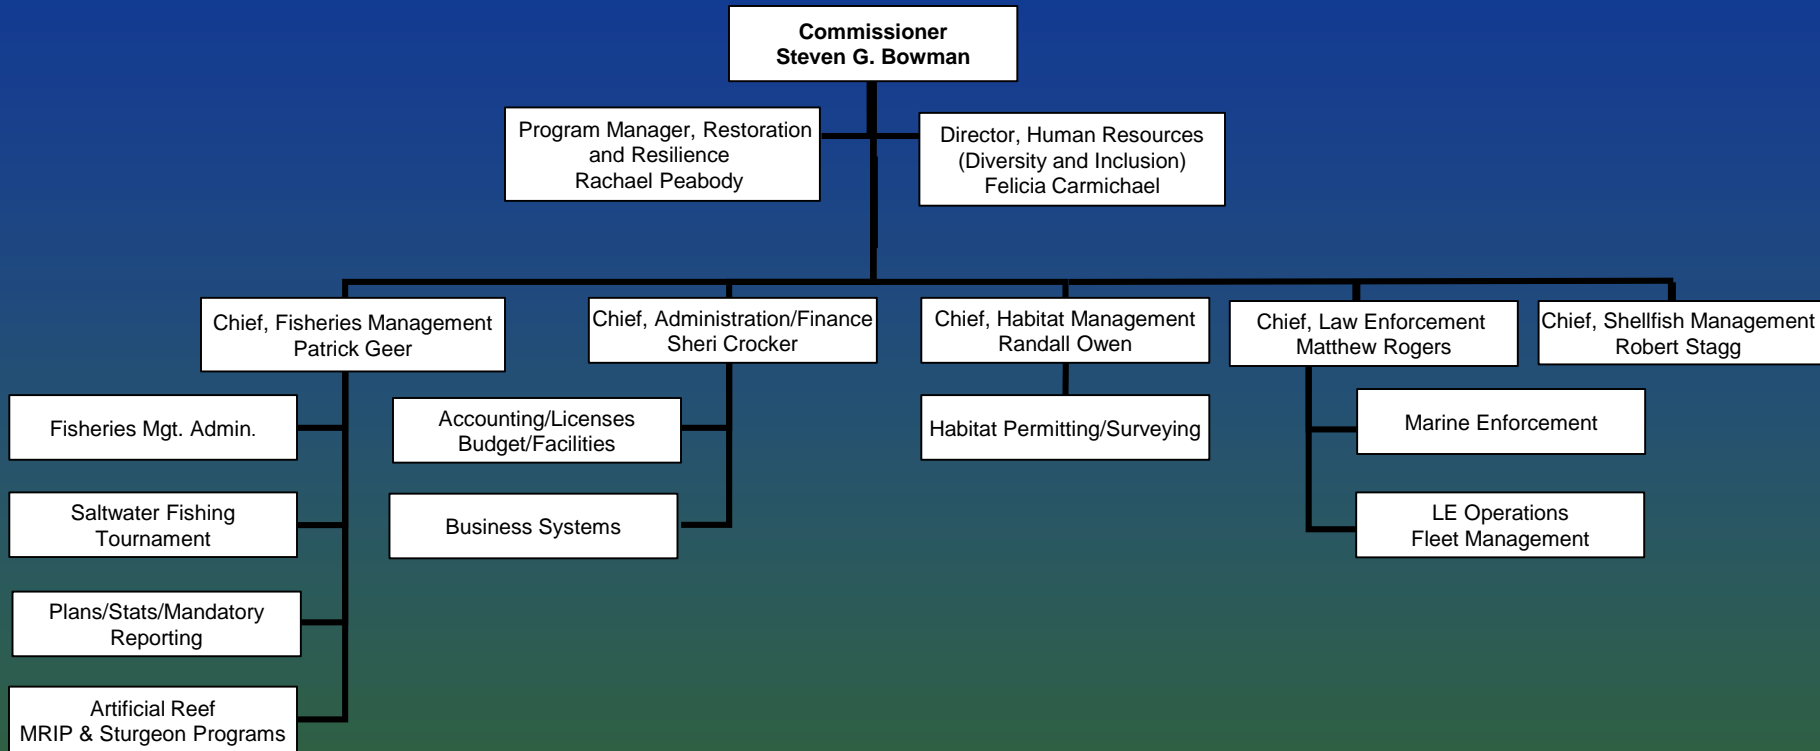 Commissioner
Steven G. Bowman
Program Manager, Restoration
and Resilience
Rachael Peabody
Director, Human Resources
(Diversity and Inclusion)
Felicia Carmichael
Chief, Fisheries Management
Patrick Geer
Chief, Administration/Finance
Sheri Crocker
Chief, Habitat Management
Randall Owen
Chief, Law Enforcement
Matthew Rogers
Chief, Shellfish Management
Robert Stagg
Fisheries Mgt. Admin.
Saltwater Fishing
Tournament
Plans/Stats/Mandatory
Reporting
Artificial Reef
MRIP & Sturgeon Programs
Accounting/Licenses
Budget/Facilities
Business Systems
Habitat Permitting/Surveying
Marine Enforcement
LE Operations
Fleet Management